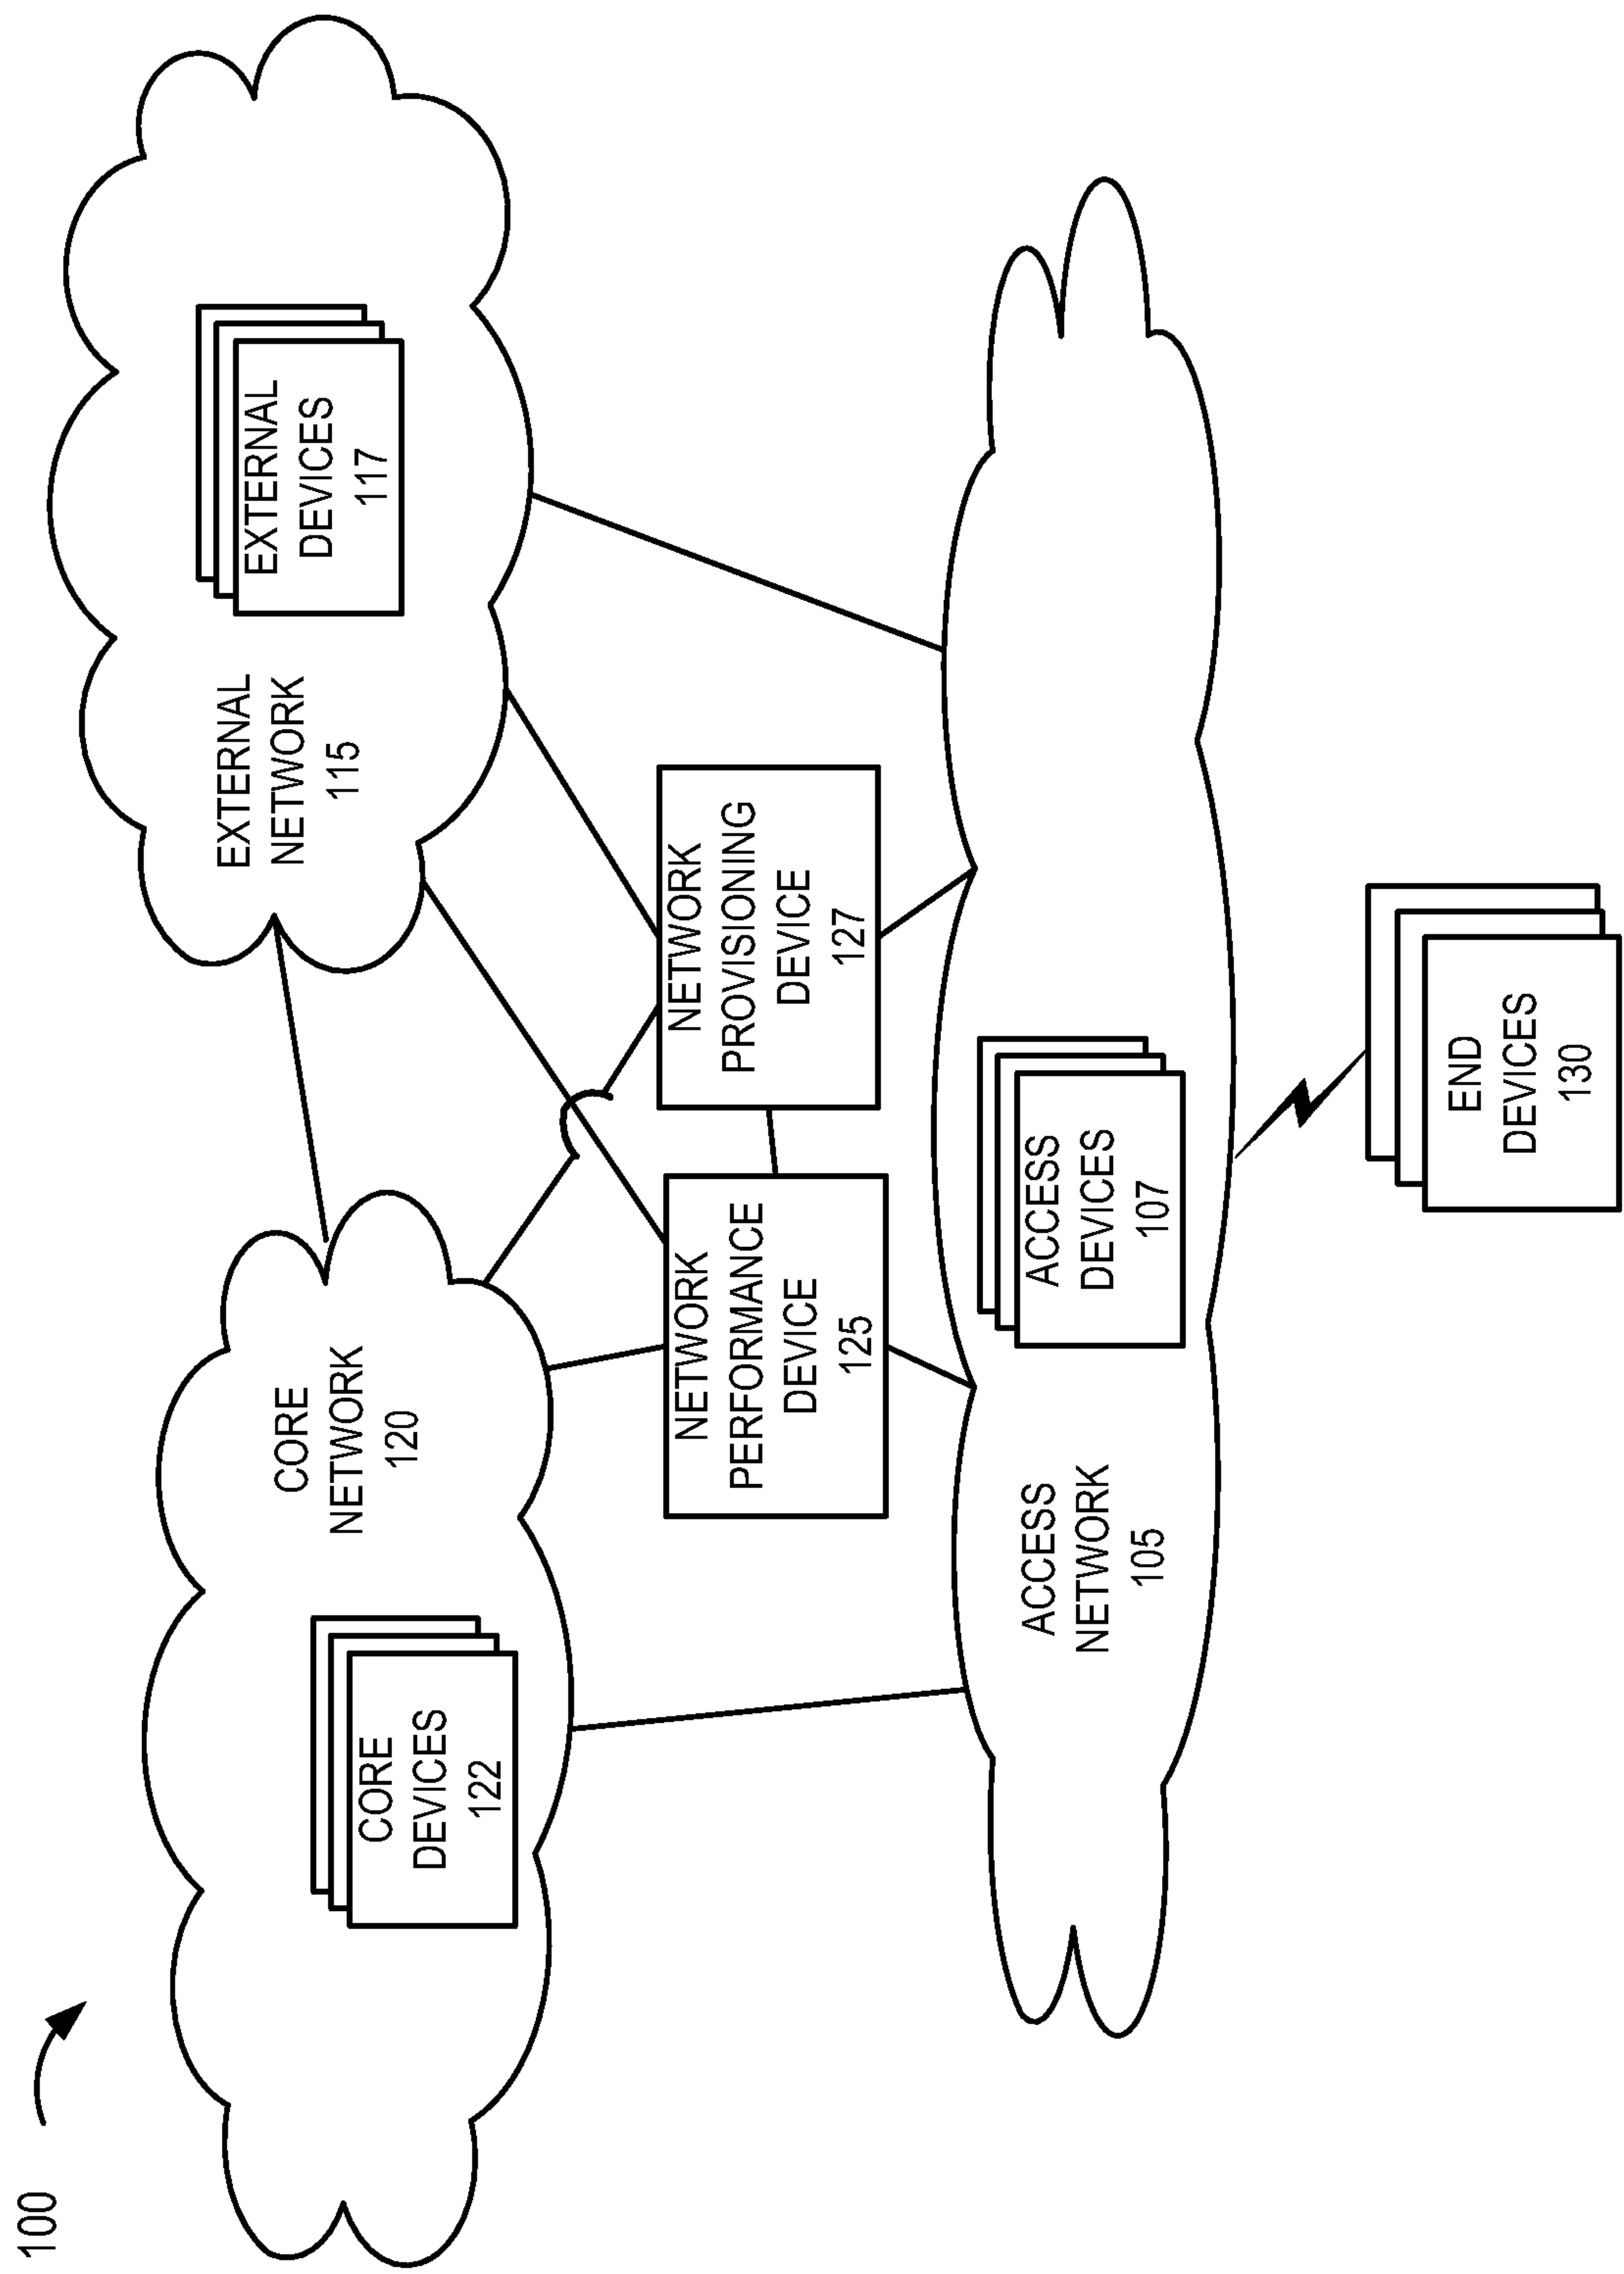 100
CORE
NETWORK
120
CORE
DEVICES
122
EXTERNAL
NETWORK
115
EXTERNAL
DEVICES
117
NETWORK
PERFORMANCE
DEVICE
125
NETWORK
PROVISIONING
DEVICE
127
ACCESS
NETWORK
105
ACCESS
DEVICES
107
END
DEVICES
130